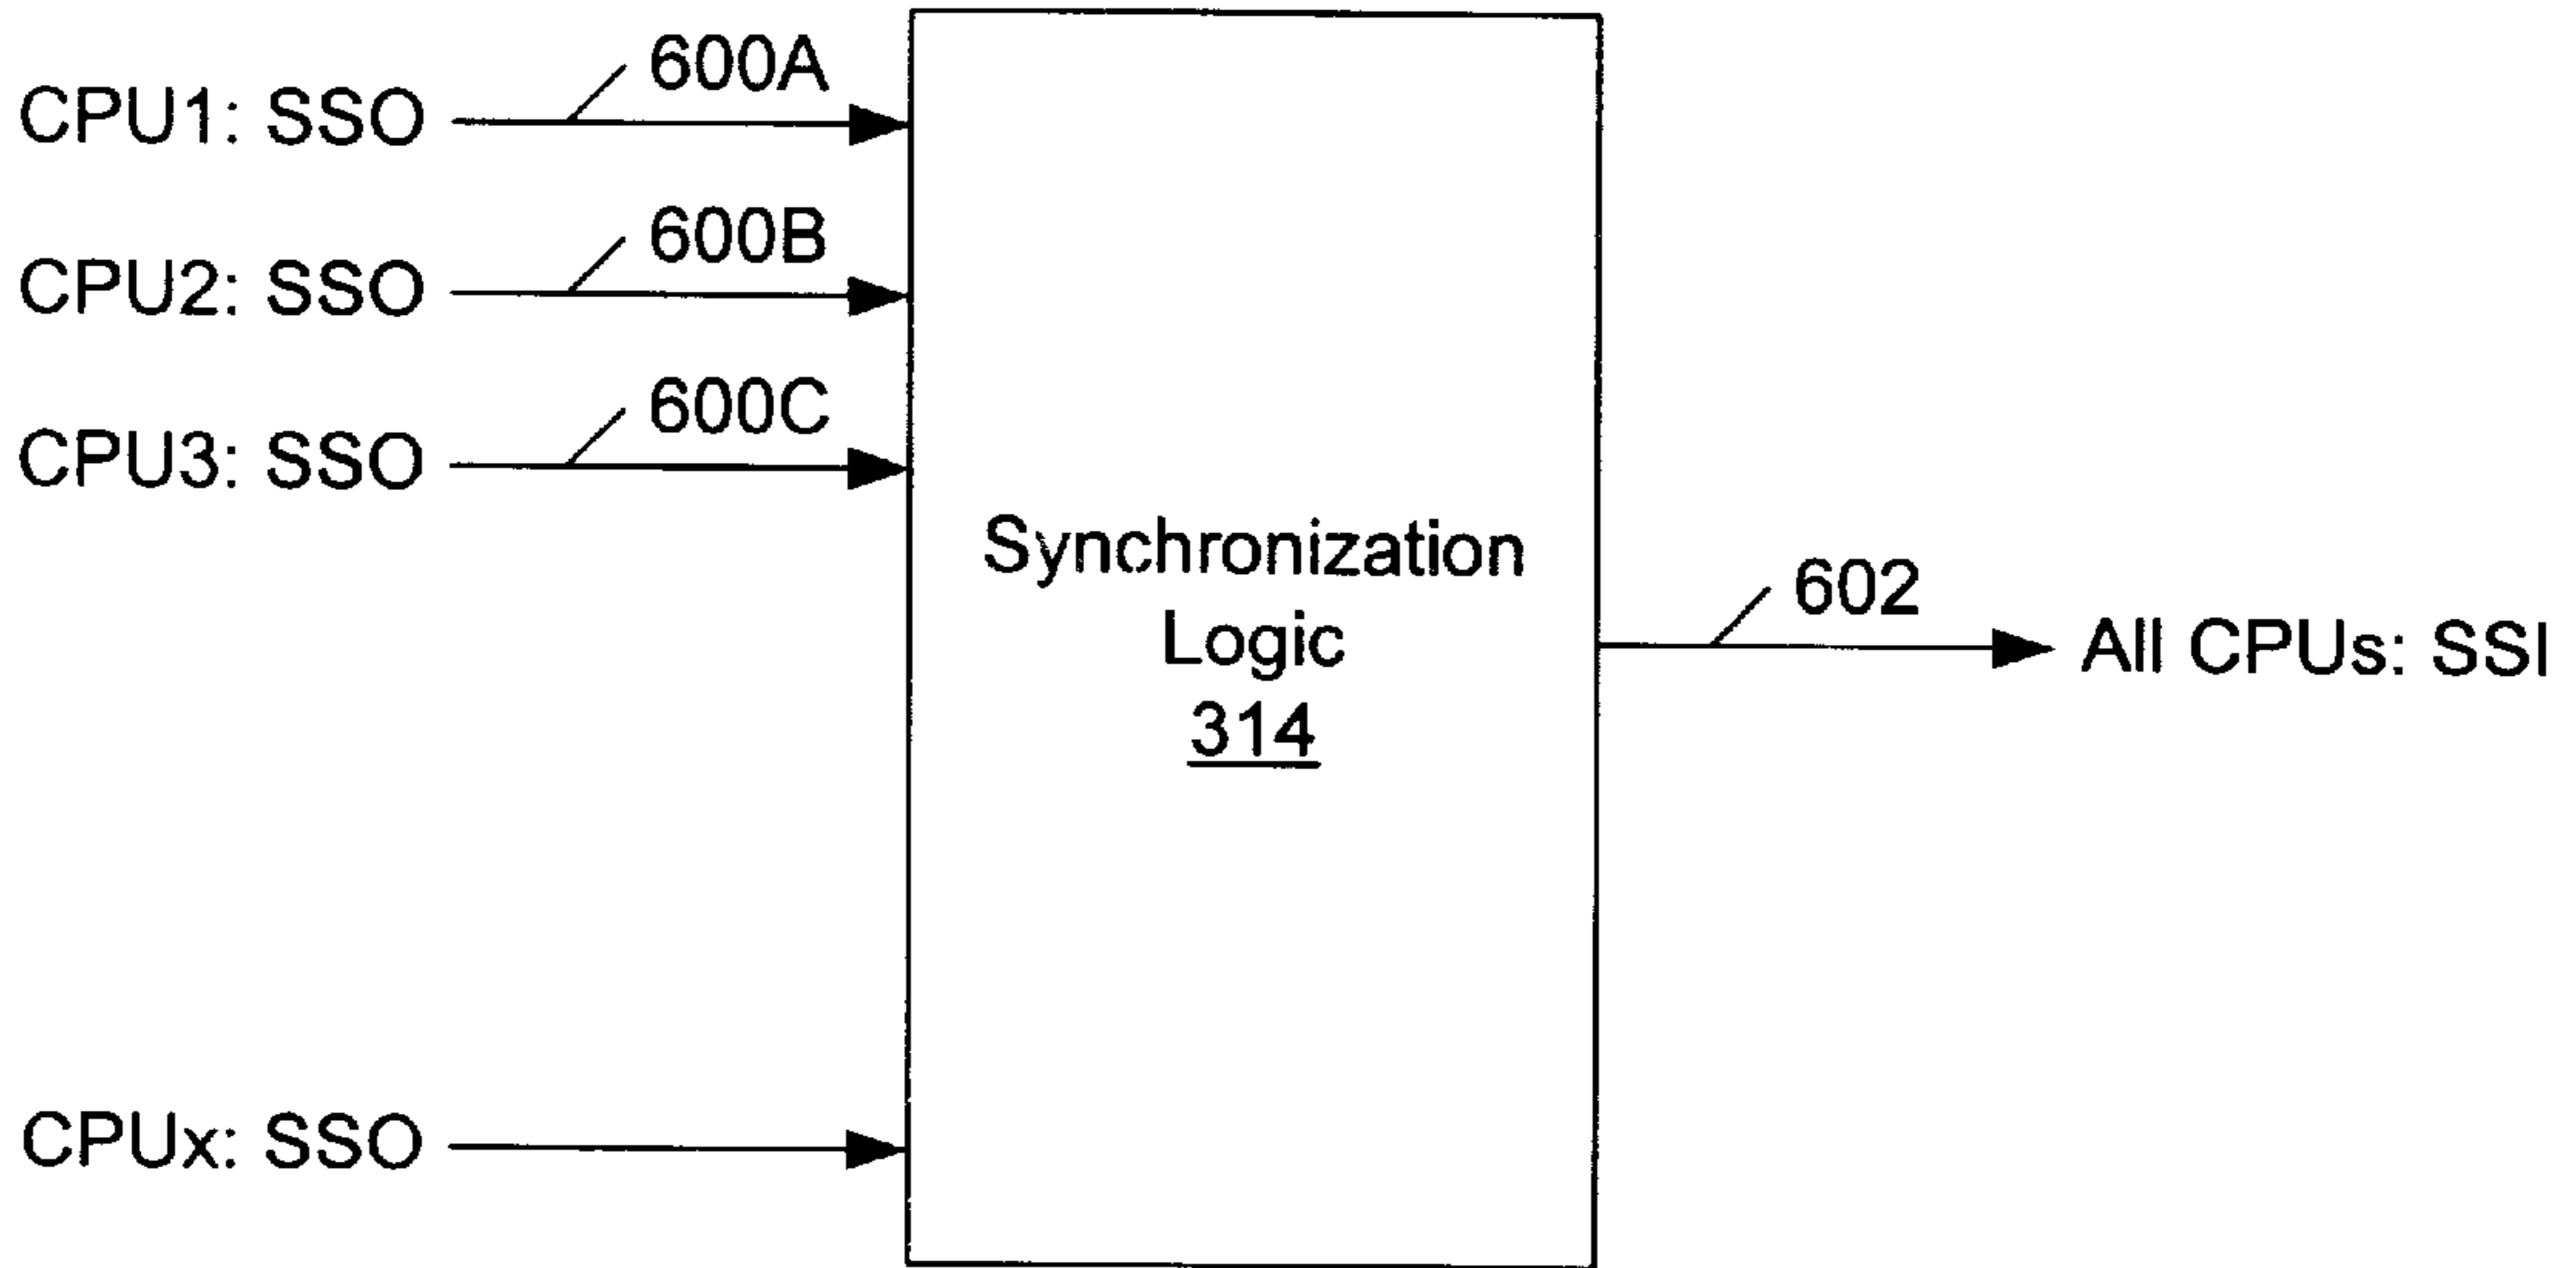 600A
CPU1: SSO
600B
CPU2: SSO
600C
CPU3: SSO
Synchronization
Logic
314
602
All CPUs: SSI
CPUx: SSO